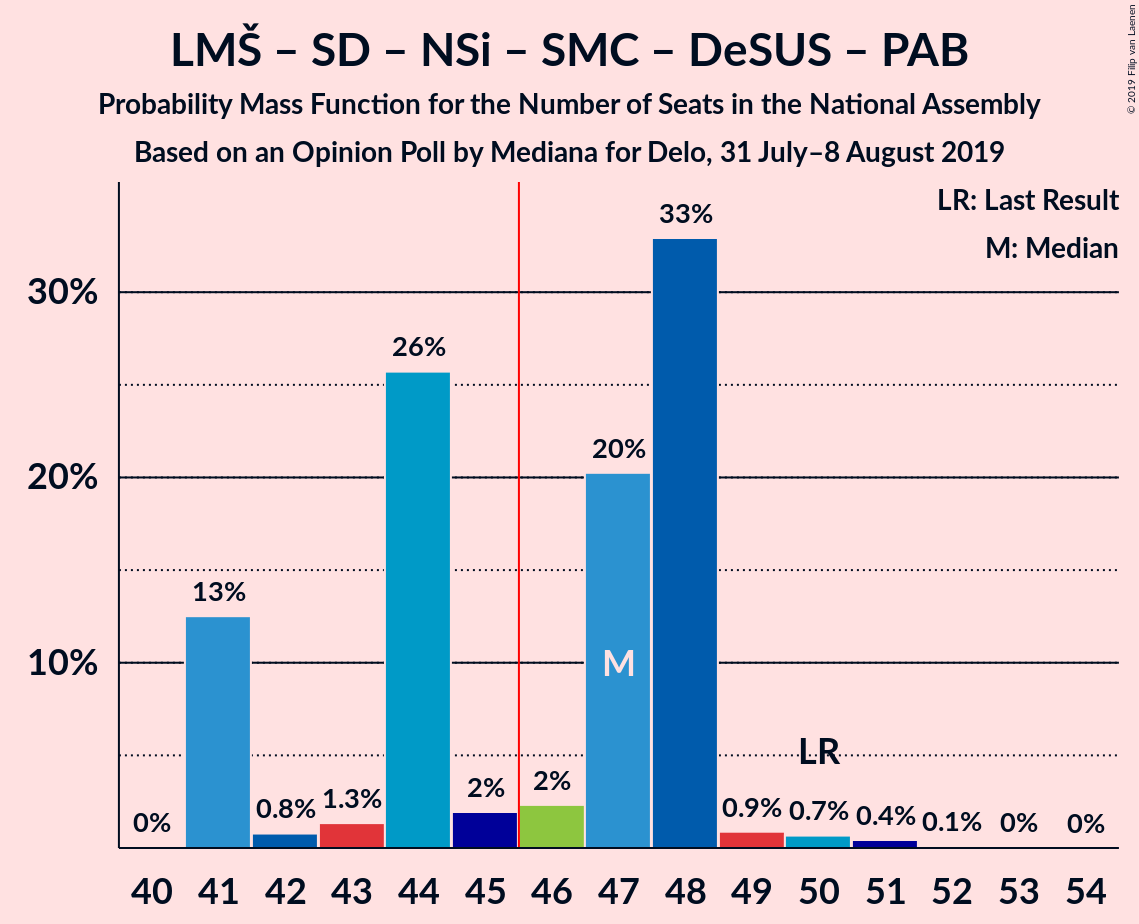 LMŠ – SD – NSi – SMC – DeSUS – PAB
Probability Mass Function for the Number of Seats in the National Assembly
Based on an Opinion Poll by Mediana for Delo, 31 July–8 August 2019
© 2019 Filip van Laenen
LR: Last Result
M: Median
30%
20%
10%
0%
13%
0.8%
1.3%
26%
2%
2%
20%
33%
0.9%
0.7%
0.4%
0.1%
0%
0%
M
LR
40 41 42 43 44 45 46 47 48 49 50 51 52 53 54